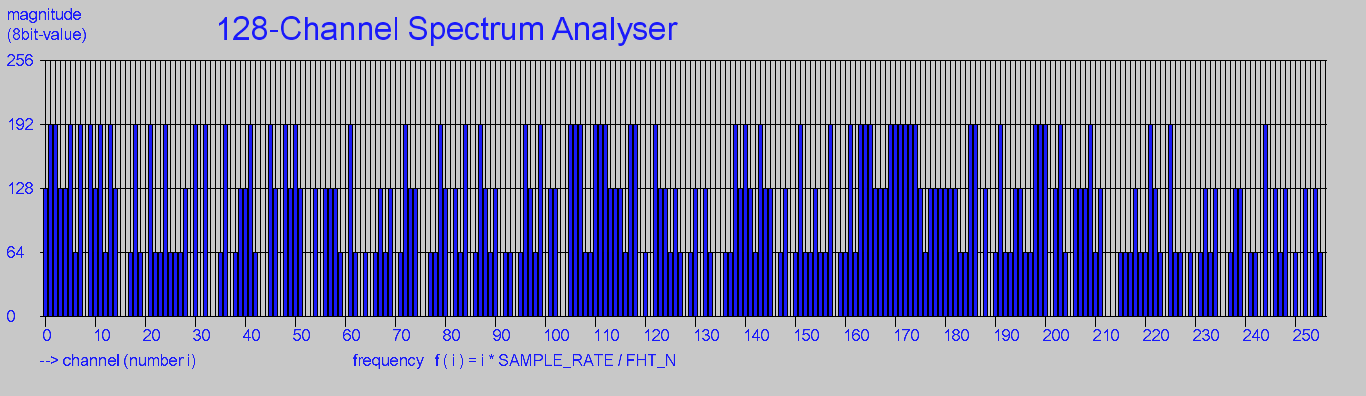 magnitude
(8bit-value)
128-Channel Spectrum Analyser
256
192
128
64
0
0 10 20 30 40 50 60 70 80 90 100 110 120 130 140 150 160 170 180 190 200 210 220 230 240 250
--> channel (number i)
frequency f ( i ) = i * SAMPLE_RATE / FHT_N